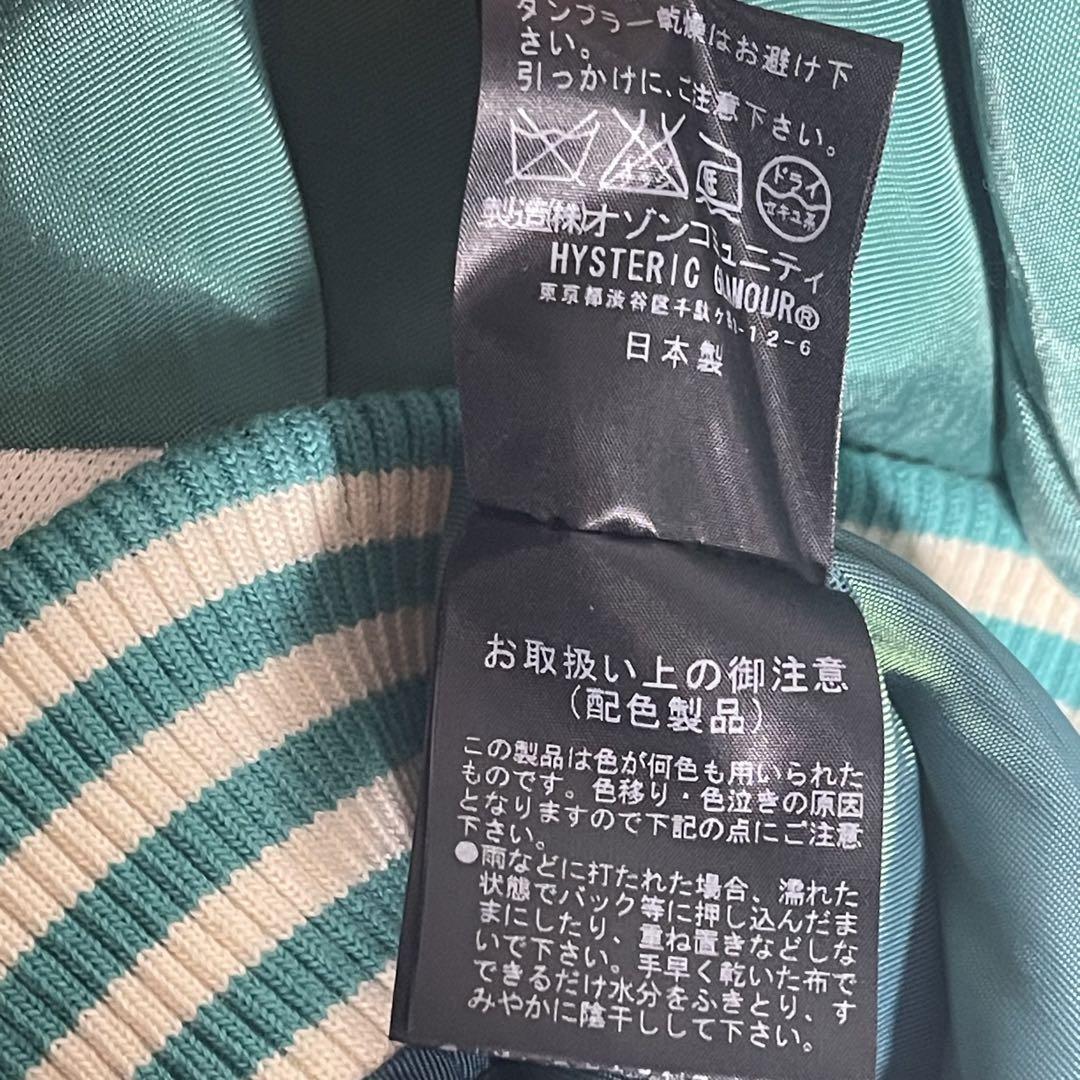 タンブラー乾燥はお避け下
さい。
引っかけに、ご注意下さい。
ドライ
セキユ系
製造(株)オゾンコミュニティ
HYSTERIC GLAMOUR®
東京都渋谷区千駄ヶ谷1-12-6
日本製
お取扱い上の御注意
(配色製品)
この製品は色が何色も用いられた
ものです。色移り・色泣きの原因
となりますので下記の点にご注意
下さい。
●雨などに打たれた場合、濡れた
状態でバック等に押し込んだま
まにしたり、重ね置きなどしな
いで下さい。手早く乾いた布で
できるだけ水分をふきとり、す
みやかに陰干しして下さい。